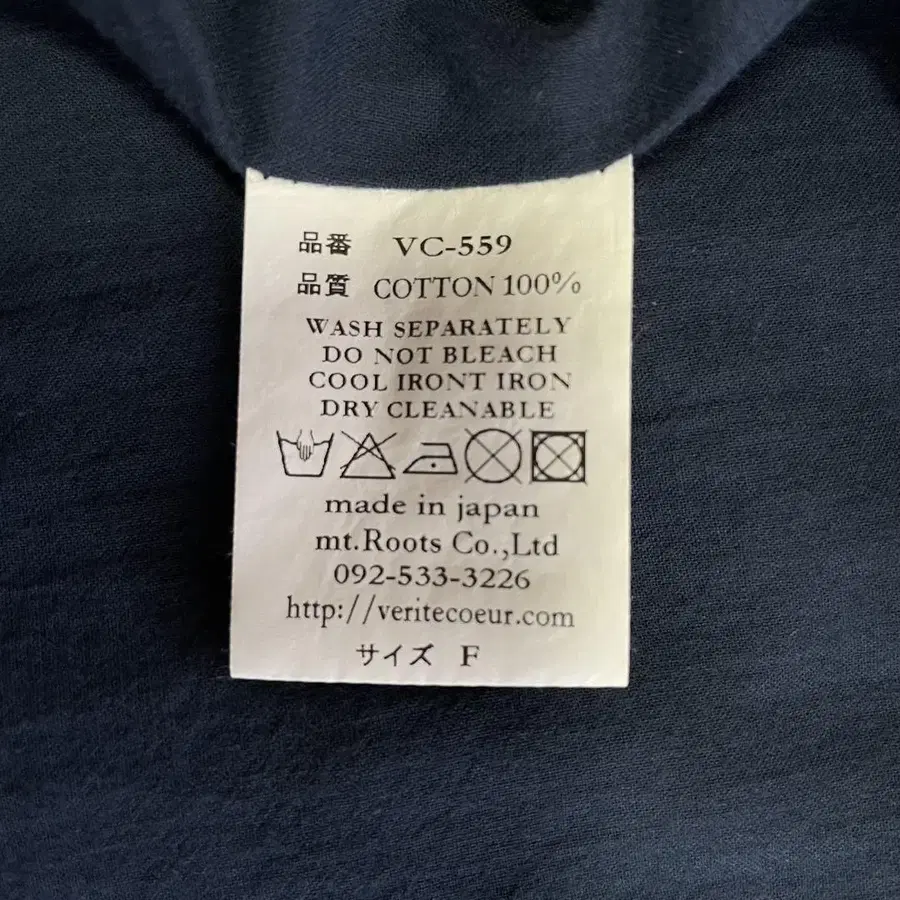 品番 VC-559
品質 COTTON 100%
WASH SEPARATELY
DO NOT BLEACH
COOL IRONT IRON
DRY CLEANABLE
made in japan
mt.Roots Co.,Ltd
092-533-3226
http://veritecoeur.com
サイズ F